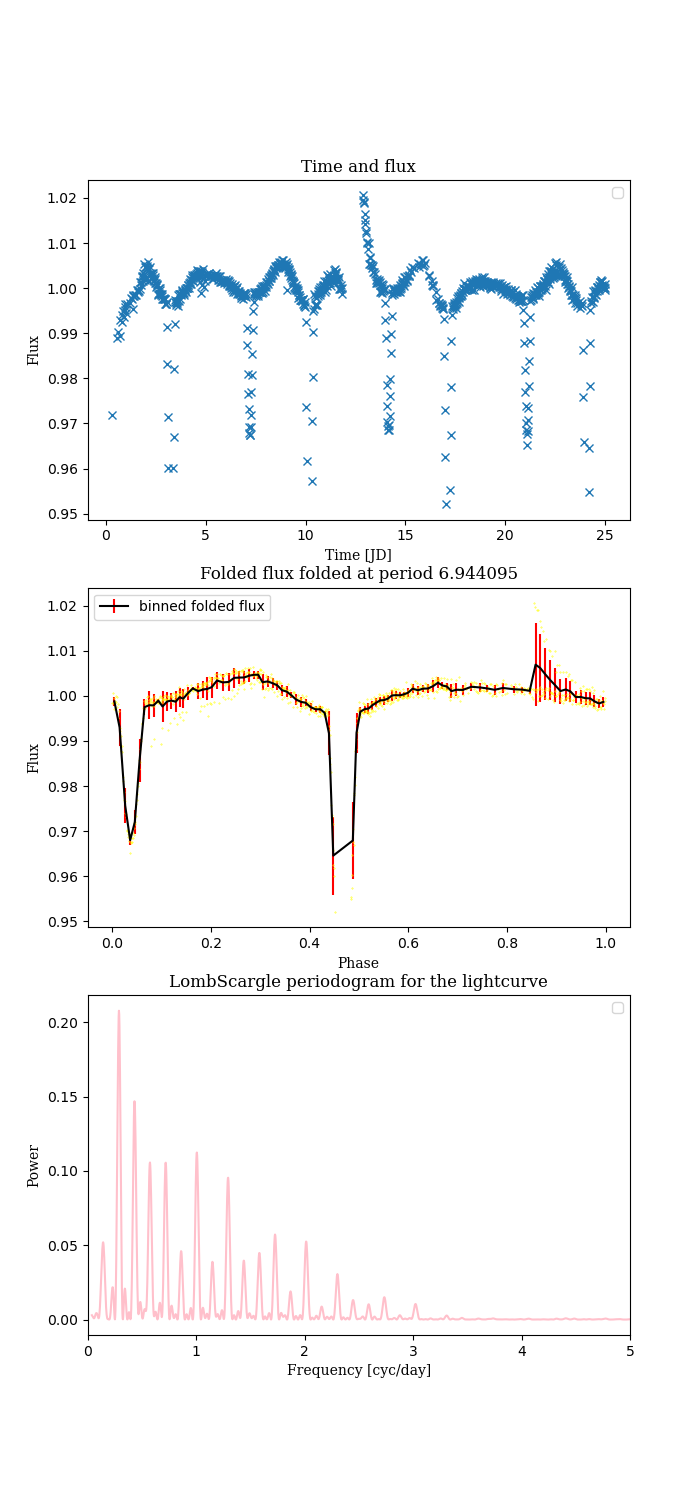 Time and flux
1.02
1.01
1.00
0.99
0.98
0.97
0.96
0.95
Flux
0 5 10 15 20 25
Time [JD]
Folded flux folded at period 6.944095
binned folded flux
1.02
1.01
1.00
0.99
0.98
0.97
0.96
0.95
Flux
0.0 0.2 0.4 0.6 0.8 1.0
Phase
LombScargle periodogram for the lightcurve
0.20
0.15
0.10
0.05
0.00
Power
0 1 2 3 4 5
Frequency [cyc/day]